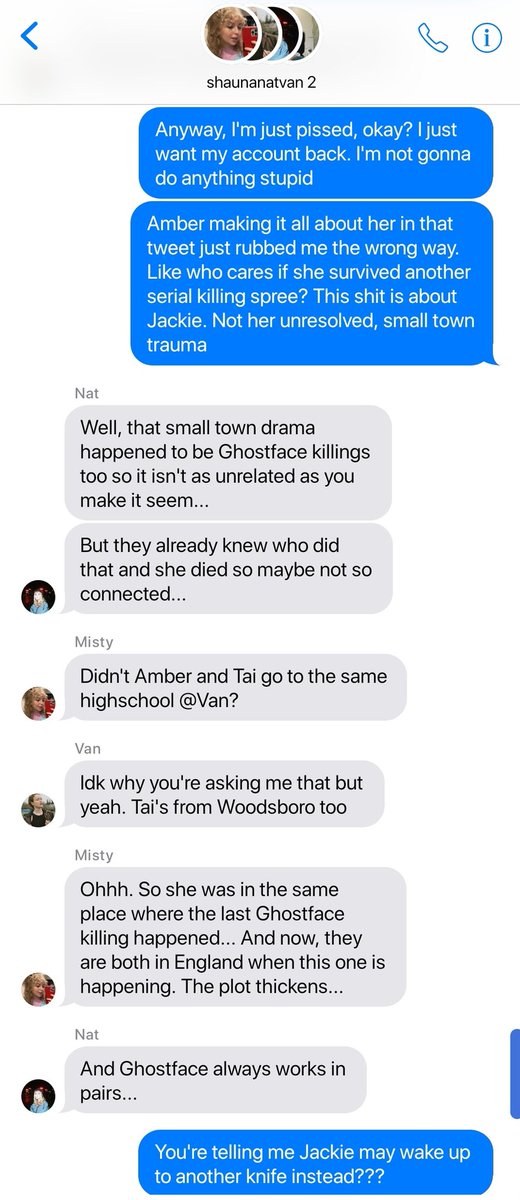 shaunanatvan 2
Anyway, I'm just pissed, okay? I just
want my account back. I'm not gonna
do anything stupid
Amber making it all about her in that
tweet just rubbed me the wrong way.
Like who cares if she survived another
serial killing spree? This shit is about
Jackie. Not her unresolved, small town
trauma
Nat
Well, that small town drama
happened to be Ghostface killings
too so it isn't as unrelated as you
make it seem...
But they already knew who did
that and she died so maybe not so
connected...
Misty
Didn't Amber and Tai go to the same
highschool @Van?
Van
Idk why you're asking me that but
yeah. Tai's from Woodsboro too
Misty
Ohhh. So she was in the same
place where the last Ghostface
killing happened... And now, they
are both in England when this one is
happening. The plot thickens...
Nat
And Ghostface always works in
pairs...
You're telling me Jackie may wake up
to another knife instead???